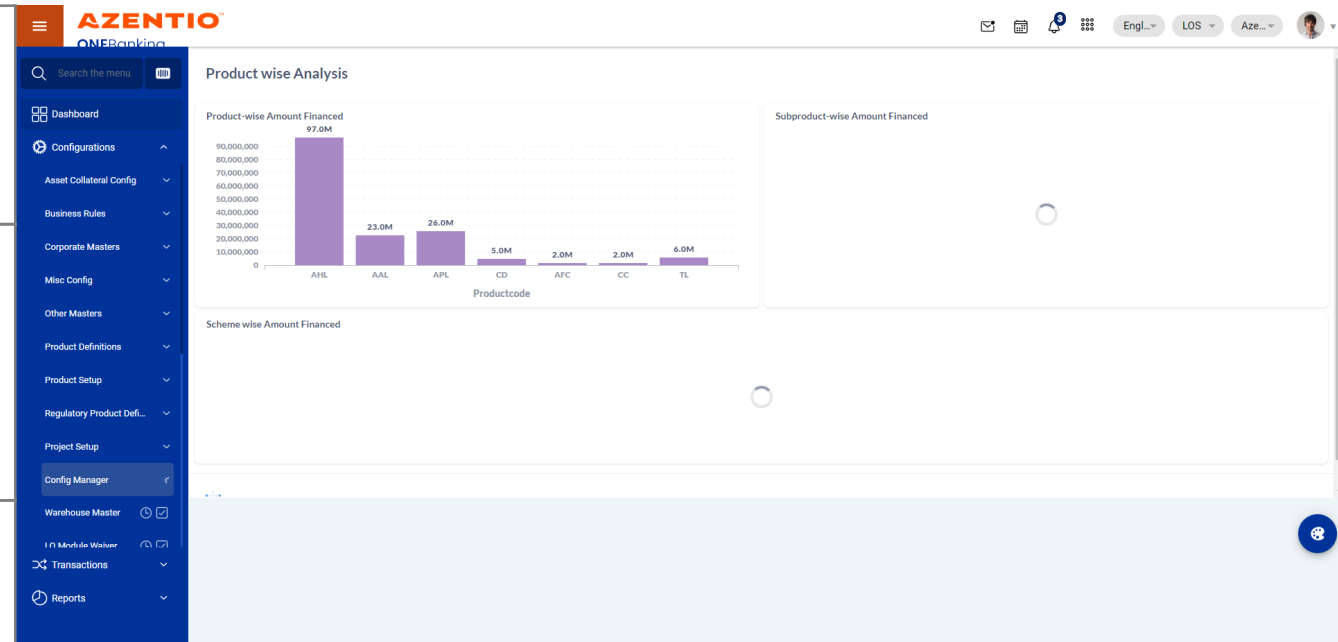 AZENTIO
ONEBanking
3
Engl...
LOS
Aze...
Search the menu
Dashboard
Configurations
Asset Collateral Config
Business Rules
Corporate Masters
Misc Config
Other Masters
Product Definitions
Product Setup
Regulatory Product Defi...
Project Setup
Config Manager
Warehouse Master
LO Module Waiver
Transactions
Reports
Product wise Analysis
Product-wise Amount Financed
97.0M
90,000,000
80,000,000
70,000,000
60,000,000
50,000,000
40,000,000
30,000,000
20,000,000
10,000,000
0
23.0M
26.0M
5.0M
2.0M
2.0M
6.0M
AHL AAL APL CD AFC CC TL
Productcode
Subproduct-wise Amount Financed
Scheme wise Amount Financed